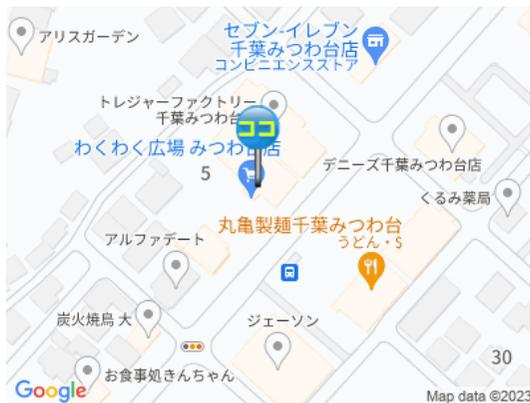 アリスガーデン
セブン-イレブン
千葉みつわ台店
コンビニエンスストア
トレジャーファクトリー
千葉みつわ台
ココ
わくわく広場 みつわ台店
5
デニーズ千葉みつわ台店
くるみ薬局
丸亀製麺千葉みつわ台
うどん・$
アルファデート
炭火焼鳥 大
ジェーソン
お食事処きんちゃん
30
Google
Map data ©2023